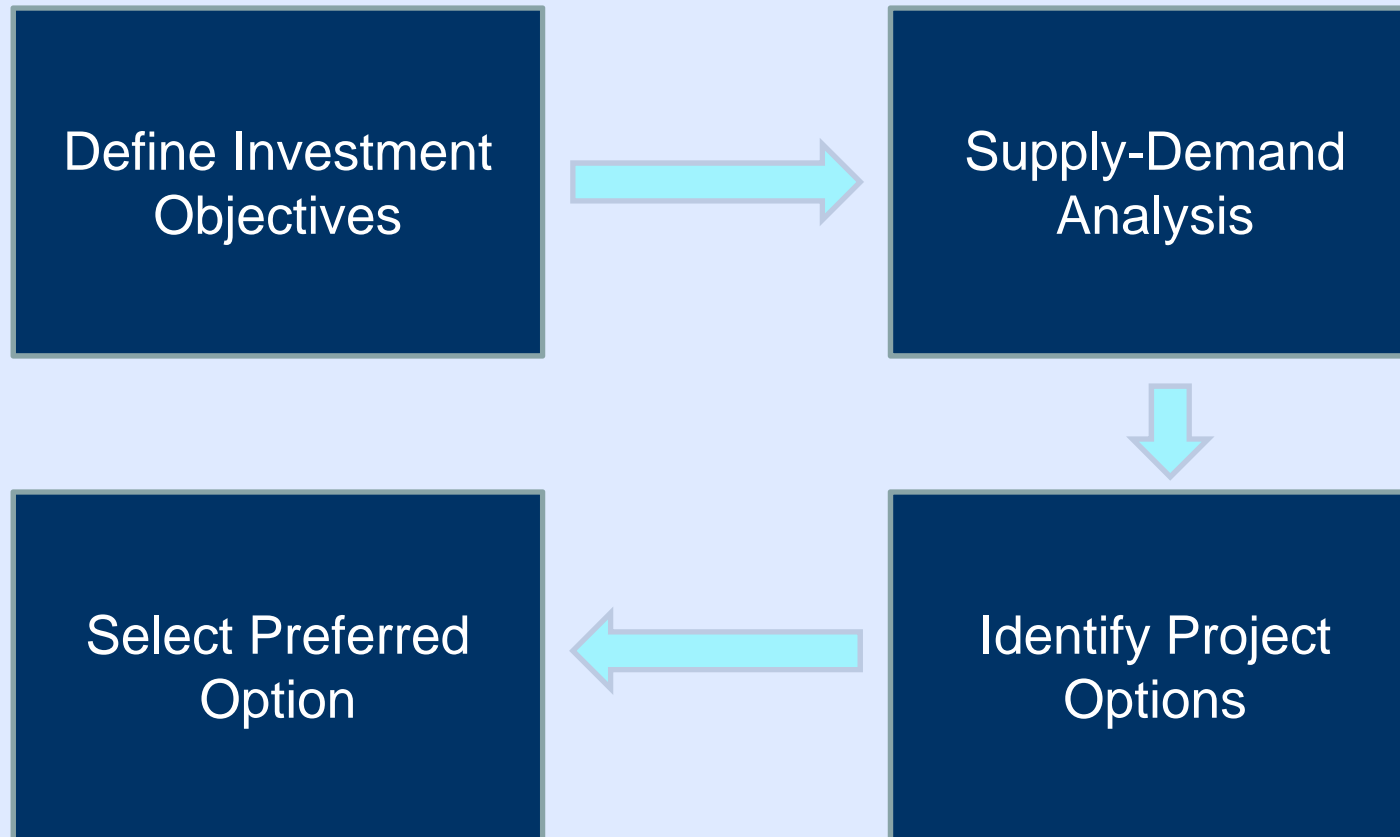 Define Investment
Objectives
Supply-Demand
Analysis
Identify Project
Options
Select Preferred
Option